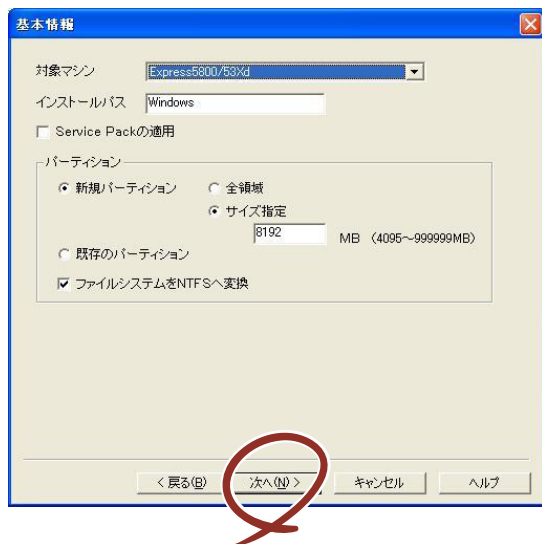 基本情報
対象マシン Express5800/53Xd
インストールパス Windows
Service Packの適用
パーティション
新規パーティション 全領域
サイズ指定
8192 MB (4095～999999MB)
既存のパーティション
ファイルシステムをNTFSへ変換
< 戻る(B) 次へ(N) > キャンセル ヘルプ